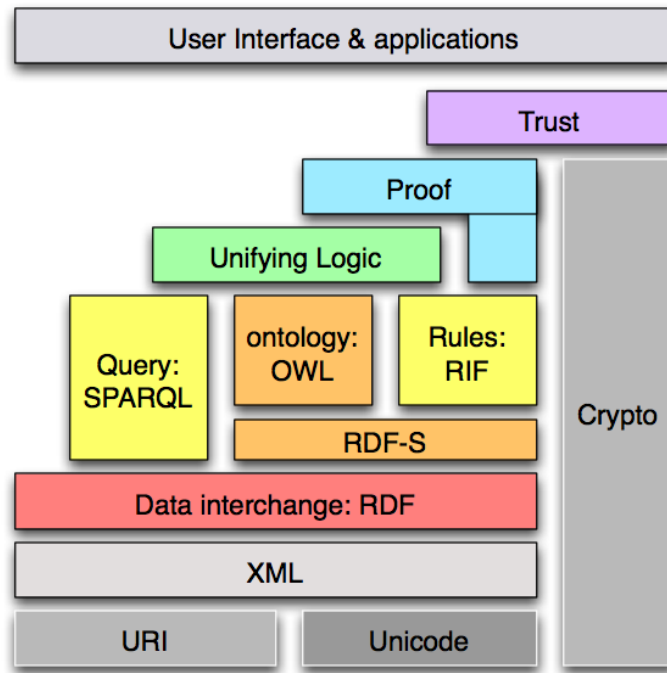 User Interface & applications
Trust
Proof
Unifying Logic
Query:
SPARQL
ontology:
OWL
Rules:
RIF
RDF-S
Crypto
Data interchange: RDF
XML
URI
Unicode